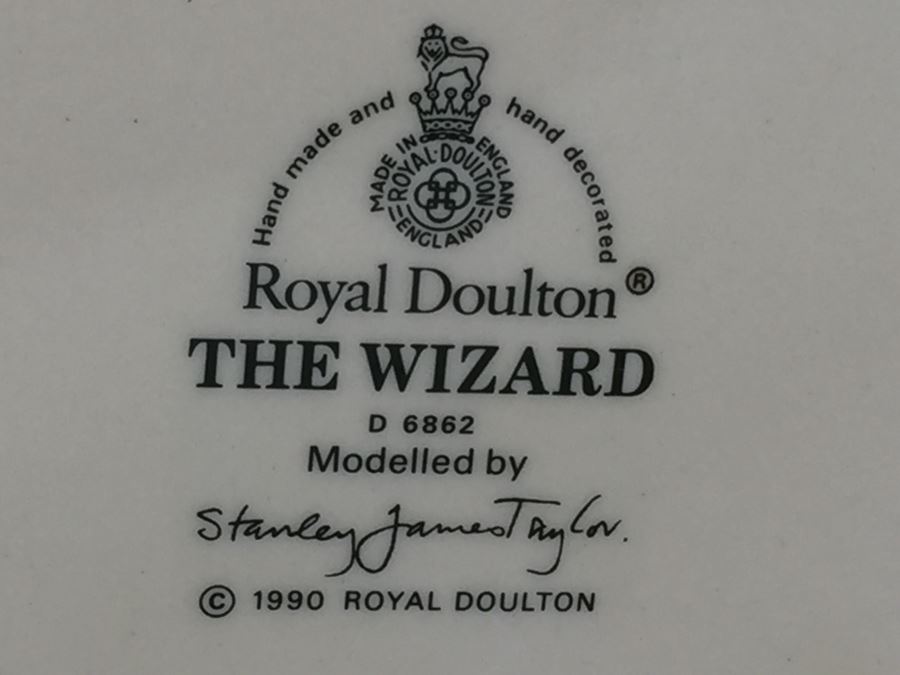 Hand made and hand decorated
MADE IN ENGLAND
ROYAL·DOULTON
ENGLAND
Royal Doulton®
THE WIZARD
D 6862
Modelled by
Stanley James Taylor.
© 1990 ROYAL DOULTON